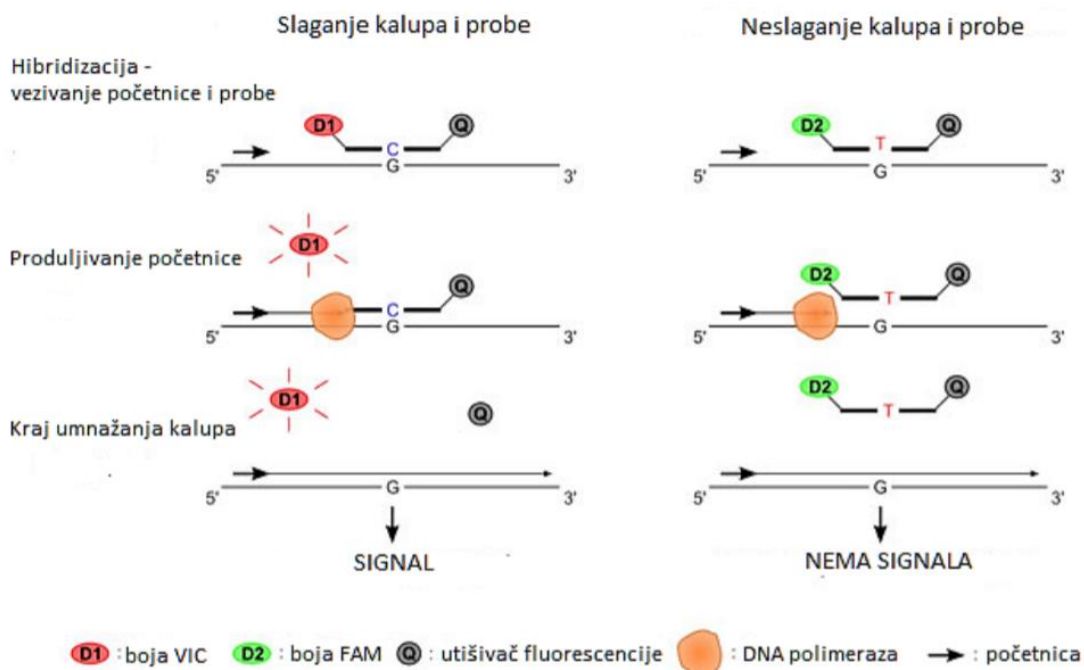 Slaganje kalupa i probe
Neslaganje kalupa i probe
Hibridizacija -
vezivanje početnice i probe
D1
Q
C
G
5'
3'
D2
Q
T
G
5'
3'
Produljivanje početnice
D1
Q
C
G
5'
3'
D2
Q
T
G
5'
3'
Kraj umnažanja kalupa
D1
Q
G
5'
3'
SIGNAL
D2
Q
T
G
5'
3'
NEMA SIGNALA
D1 : boja VIC D2 : boja FAM Q : utišivač fluorescencije : DNA polimeraza : početnica